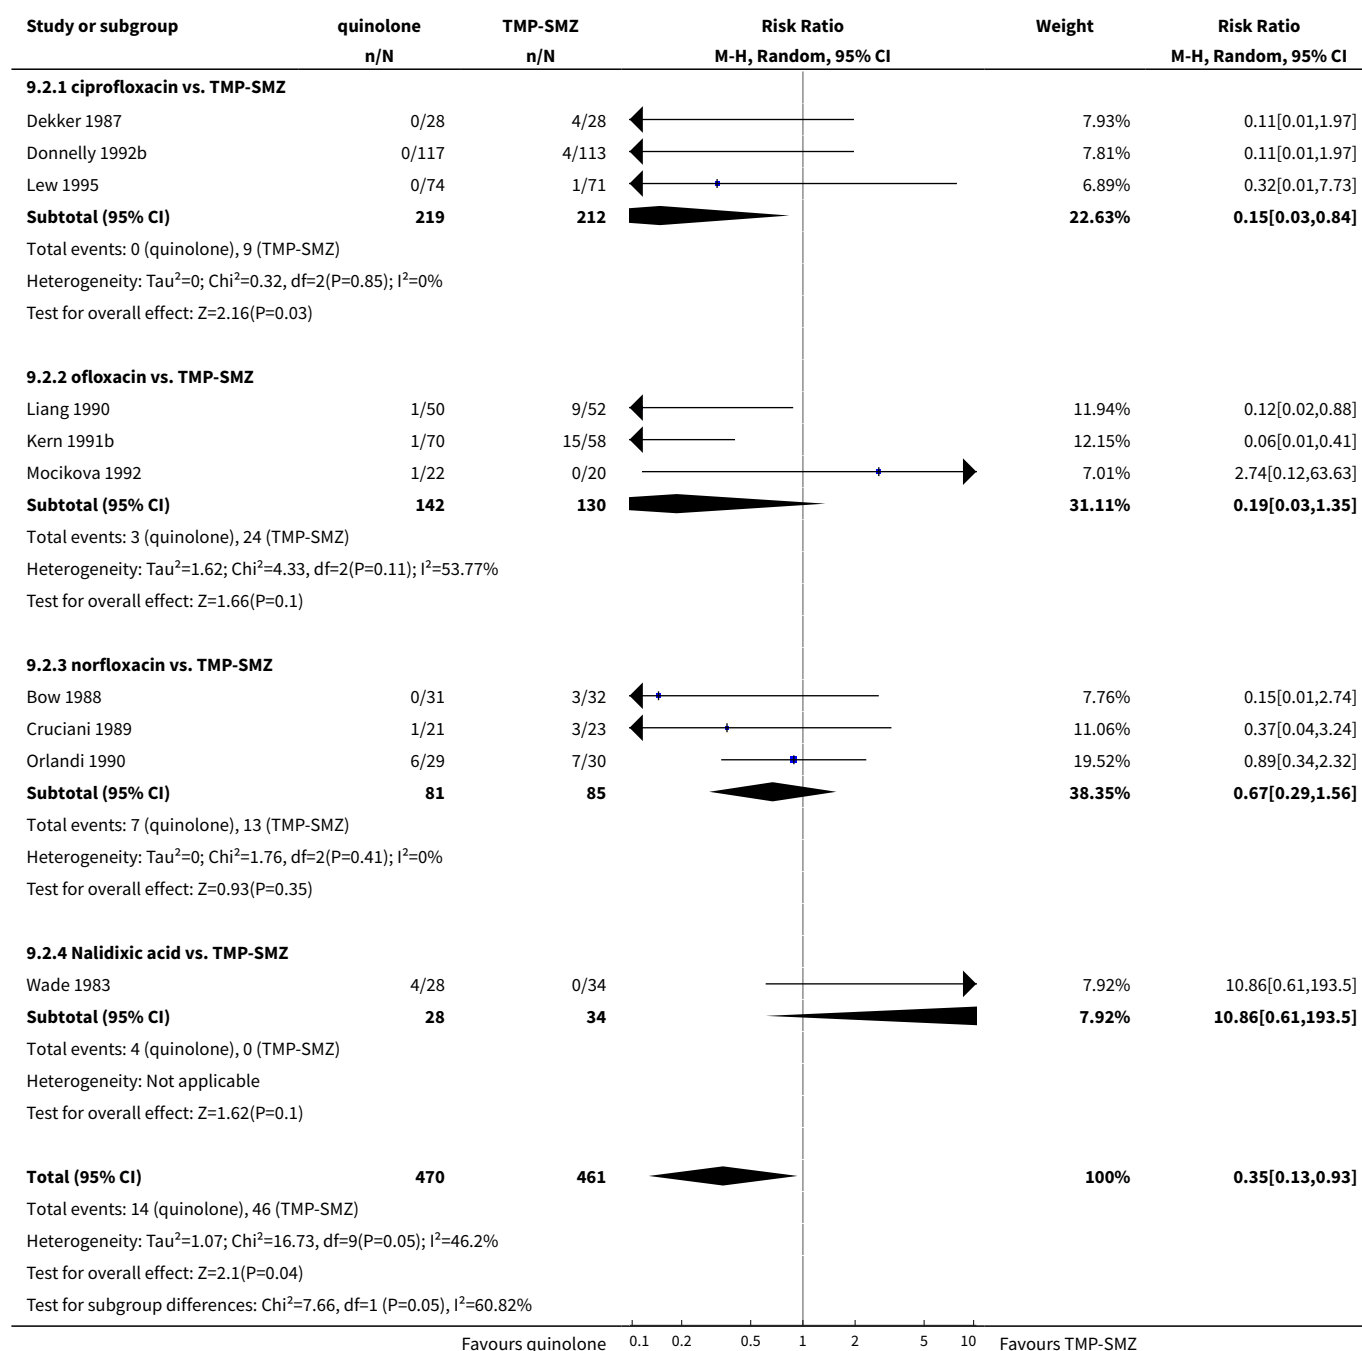 Study or subgroup quinolone TMP-SMZ Risk Ratio Weight Risk Ratio
n/N n/N M-H, Random, 95% CI M-H, Random, 95% CI
9.2.1 ciprofloxacin vs. TMP-SMZ
Dekker 1987 0/28 4/28 7.93% 0.11[0.01,1.97]
Donnelly 1992b 0/117 4/113 7.81% 0.11[0.01,1.97]
Lew 1995 0/74 1/71 6.89% 0.32[0.01,7.73]
Subtotal (95% CI) 219 212 22.63% 0.15[0.03,0.84]
Total events: 0 (quinolone), 9 (TMP-SMZ)
Heterogeneity: Tau²=0; Chi²=0.32, df=2(P=0.85); I²=0%
Test for overall effect: Z=2.16(P=0.03)
9.2.2 ofloxacin vs. TMP-SMZ
Liang 1990 1/50 9/52 11.94% 0.12[0.02,0.88]
Kern 1991b 1/70 15/58 12.15% 0.06[0.01,0.41]
Mocikova 1992 1/22 0/20 7.01% 2.74[0.12,63.63]
Subtotal (95% CI) 142 130 31.11% 0.19[0.03,1.35]
Total events: 3 (quinolone), 24 (TMP-SMZ)
Heterogeneity: Tau²=1.62; Chi²=4.33, df=2(P=0.11); I²=53.77%
Test for overall effect: Z=1.66(P=0.1)
9.2.3 norfloxacin vs. TMP-SMZ
Bow 1988 0/31 3/32 7.76% 0.15[0.01,2.74]
Cruciani 1989 1/21 3/23 11.06% 0.37[0.04,3.24]
Orlandi 1990 6/29 7/30 19.52% 0.89[0.34,2.32]
Subtotal (95% CI) 81 85 38.35% 0.67[0.29,1.56]
Total events: 7 (quinolone), 13 (TMP-SMZ)
Heterogeneity: Tau²=0; Chi²=1.76, df=2(P=0.41); I²=0%
Test for overall effect: Z=0.93(P=0.35)
9.2.4 Nalidixic acid vs. TMP-SMZ
Wade 1983 4/28 0/34 7.92% 10.86[0.61,193.5]
Subtotal (95% CI) 28 34 7.92% 10.86[0.61,193.5]
Total events: 4 (quinolone), 0 (TMP-SMZ)
Heterogeneity: Not applicable
Test for overall effect: Z=1.62(P=0.1)
Total (95% CI) 470 461 100% 0.35[0.13,0.93]
Total events: 14 (quinolone), 46 (TMP-SMZ)
Heterogeneity: Tau²=1.07; Chi²=16.73, df=9(P=0.05); I²=46.2%
Test for overall effect: Z=2.1(P=0.04)
Test for subgroup differences: Chi²=7.66, df=1 (P=0.05), I²=60.82%
Favours quinolone 0.1 0.2 0.5 1 2 5 10 Favours TMP-SMZ